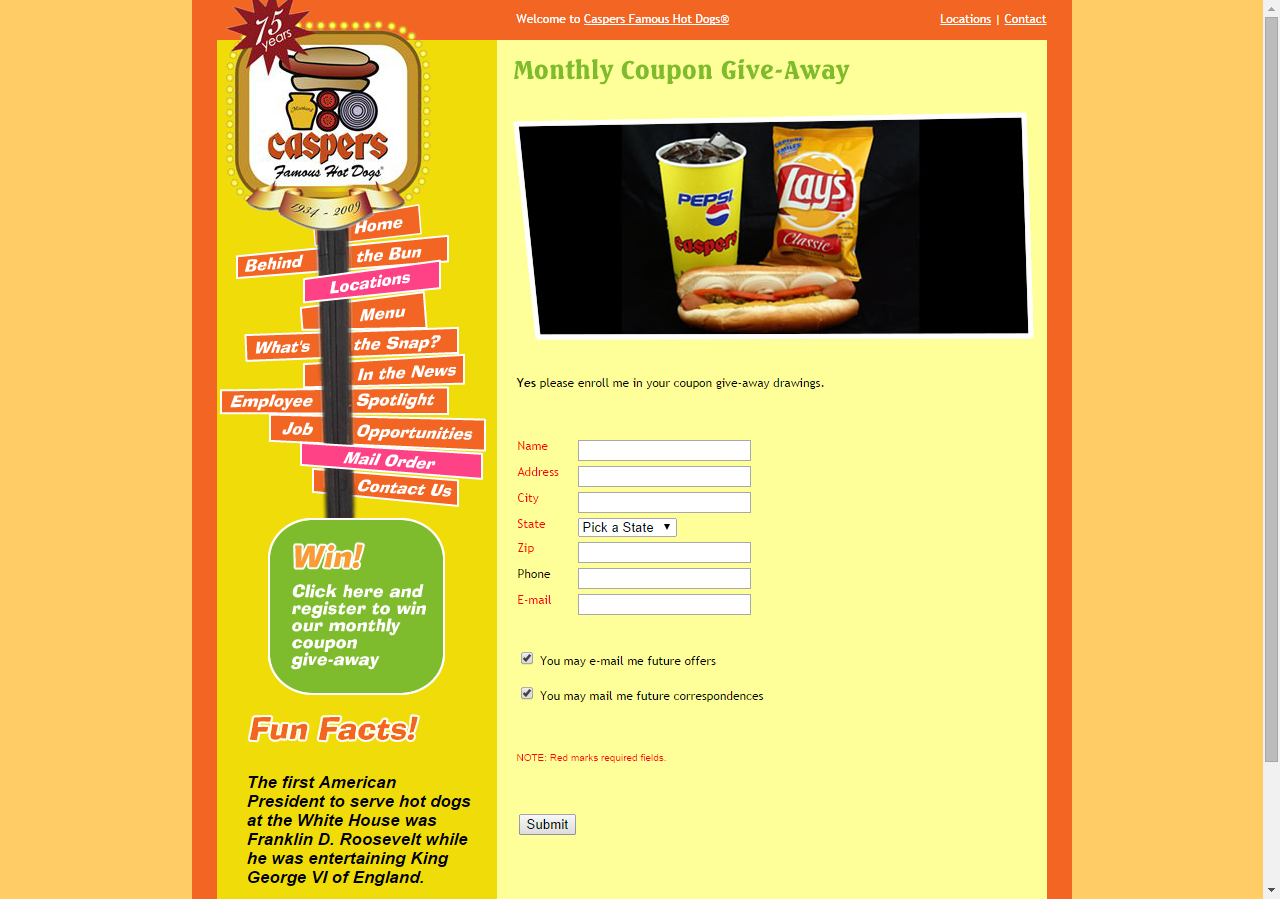 Welcome to Caspers Famous Hot Dogs®
Locations | Contact
75
years
Mustard
caspers
Famous Hot Dogs®
1934 - 2009
Home
Behind the Bun
Locations
Menu
What's the Snap?
In the News
Employee Spotlight
Job Opportunities
Mail Order
Contact Us
Win!
Click here and
register to win
our monthly
coupon
give-away
Fun Facts!
The first American
President to serve hot dogs
at the White House was
Franklin D. Roosevelt while
he was entertaining King
George VI of England.
Monthly Coupon Give-Away
PEPSI
caspers
Lay's
Classic
Yes please enroll me in your coupon give-away drawings.
Name
Address
City
State Pick a State
Zip
Phone
E-mail
You may e-mail me future offers
You may mail me future correspondences
NOTE: Red marks required fields.
Submit